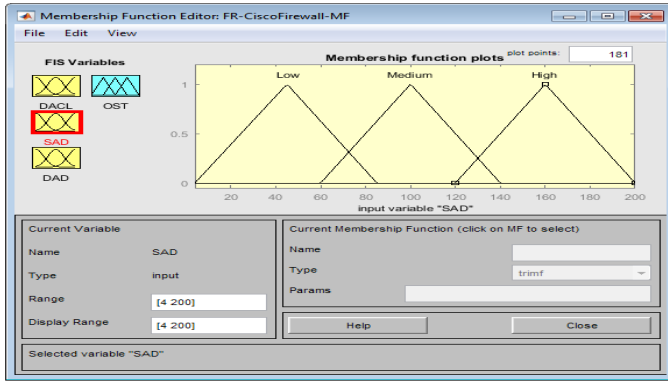 Membership Function Editor: FR-CiscoFirewall-MF
File Edit View
FIS Variables
DACL OST
SAD
DAD
Membership function plots plot points: 181
Low Medium High
1
0.5
0
20 40 60 80 100 120 140 160 180 200
input variable "SAD"
Current Variable
Name SAD
Type input
Range [4 200]
Display Range [4 200]
Current Membership Function (click on MF to select)
Name
Type trimf
Params
Help Close
Selected variable "SAD"